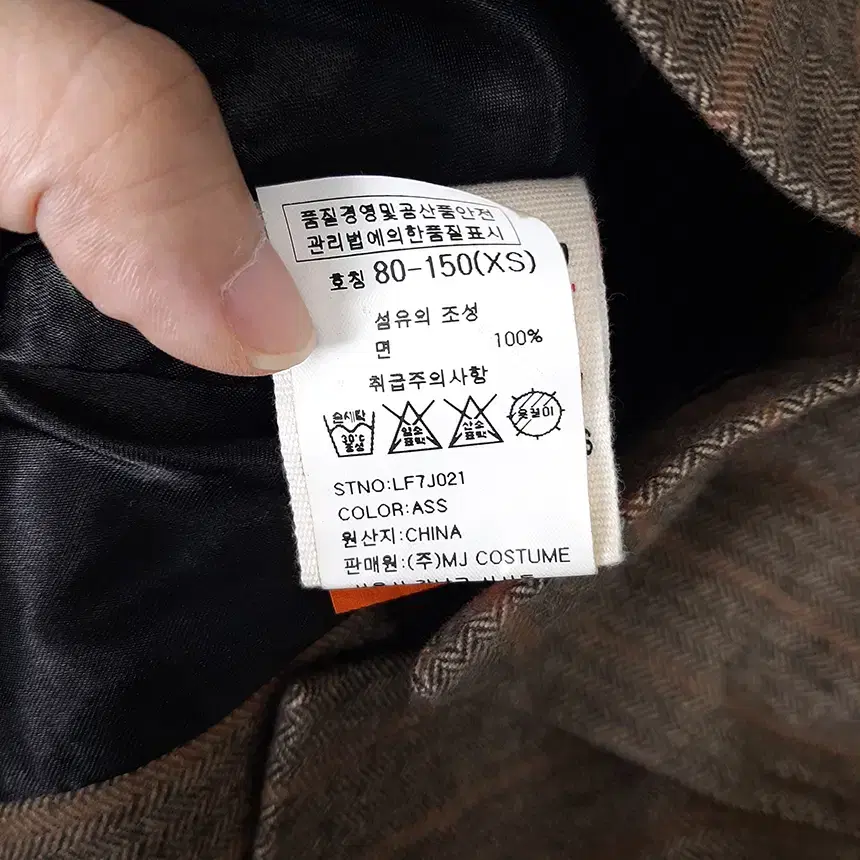 품질경영및공산품안전
관리법에의한품질표시
호칭 80-150(XS)
섬유의 조성
면 100%
취급주의사항
손세탁
30℃
중성
염소
표백
산소
표백
옷걸이
STNO:LF7J021
COLOR:ASS
원산지:CHINA
판매원:(주)MJ COSTUME
S